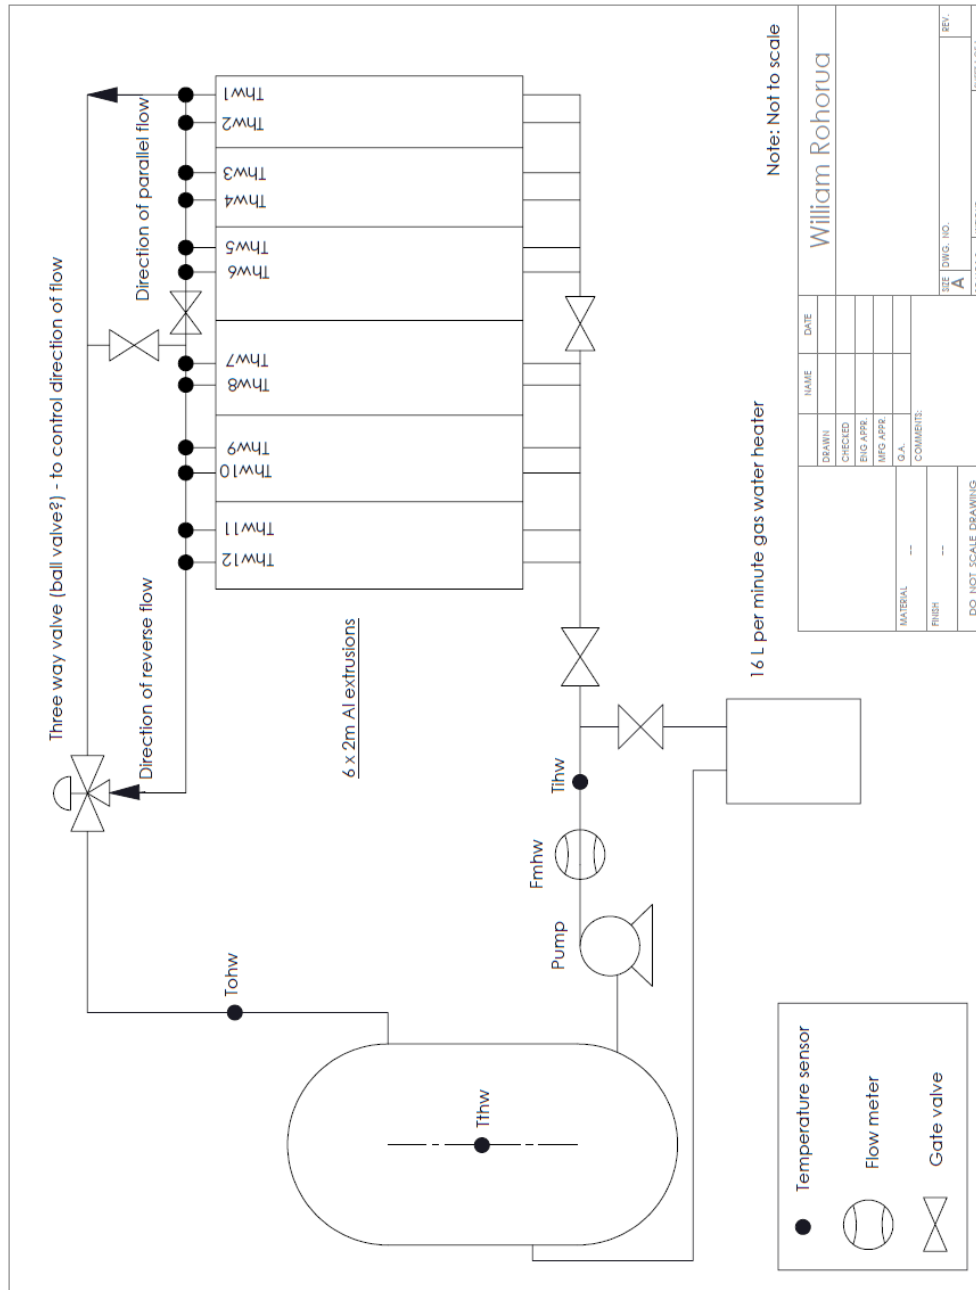 Three way valve (ball valve?) - to control direction of flow
Direction of parallel flow
Direction of reverse flow
Thw1
Thw2
Thw3
Thw4
Thw5
Thw6
Thw7
Thw8
Thw9
Thw10
Thw11
Thw12
6 x 2m Al extrusions
Tohw
Tthw
Pump
Fmhw
Tihw
16 L per minute gas water heater
Note: Not to scale
Temperature sensor
Flow meter
Gate valve
NAME
DATE
DRAWN
CHECKED
ENG APPR.
MFG APPR.
Q.A.
COMMENTS:
MATERIAL
--
FINISH
--
DO NOT SCALE DRAWING
William Rohorua
SIZE
A
DWG. NO.
REV.